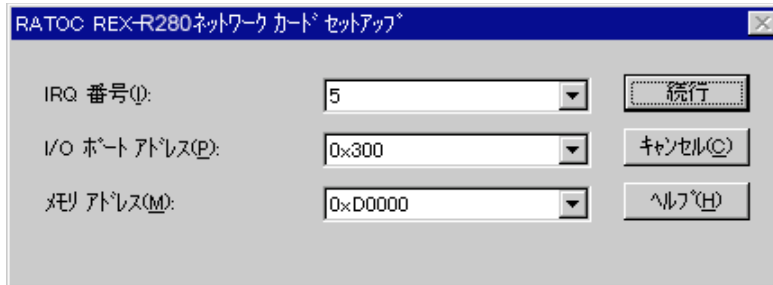 RATOC REX-R280ネットワーク カード セットアップ
IRQ 番号(I): 5 続行
I/O ポート アドレス(P): 0x300 キャンセル(C)
メモリ アドレス(M): 0xD0000 ヘルプ(H)